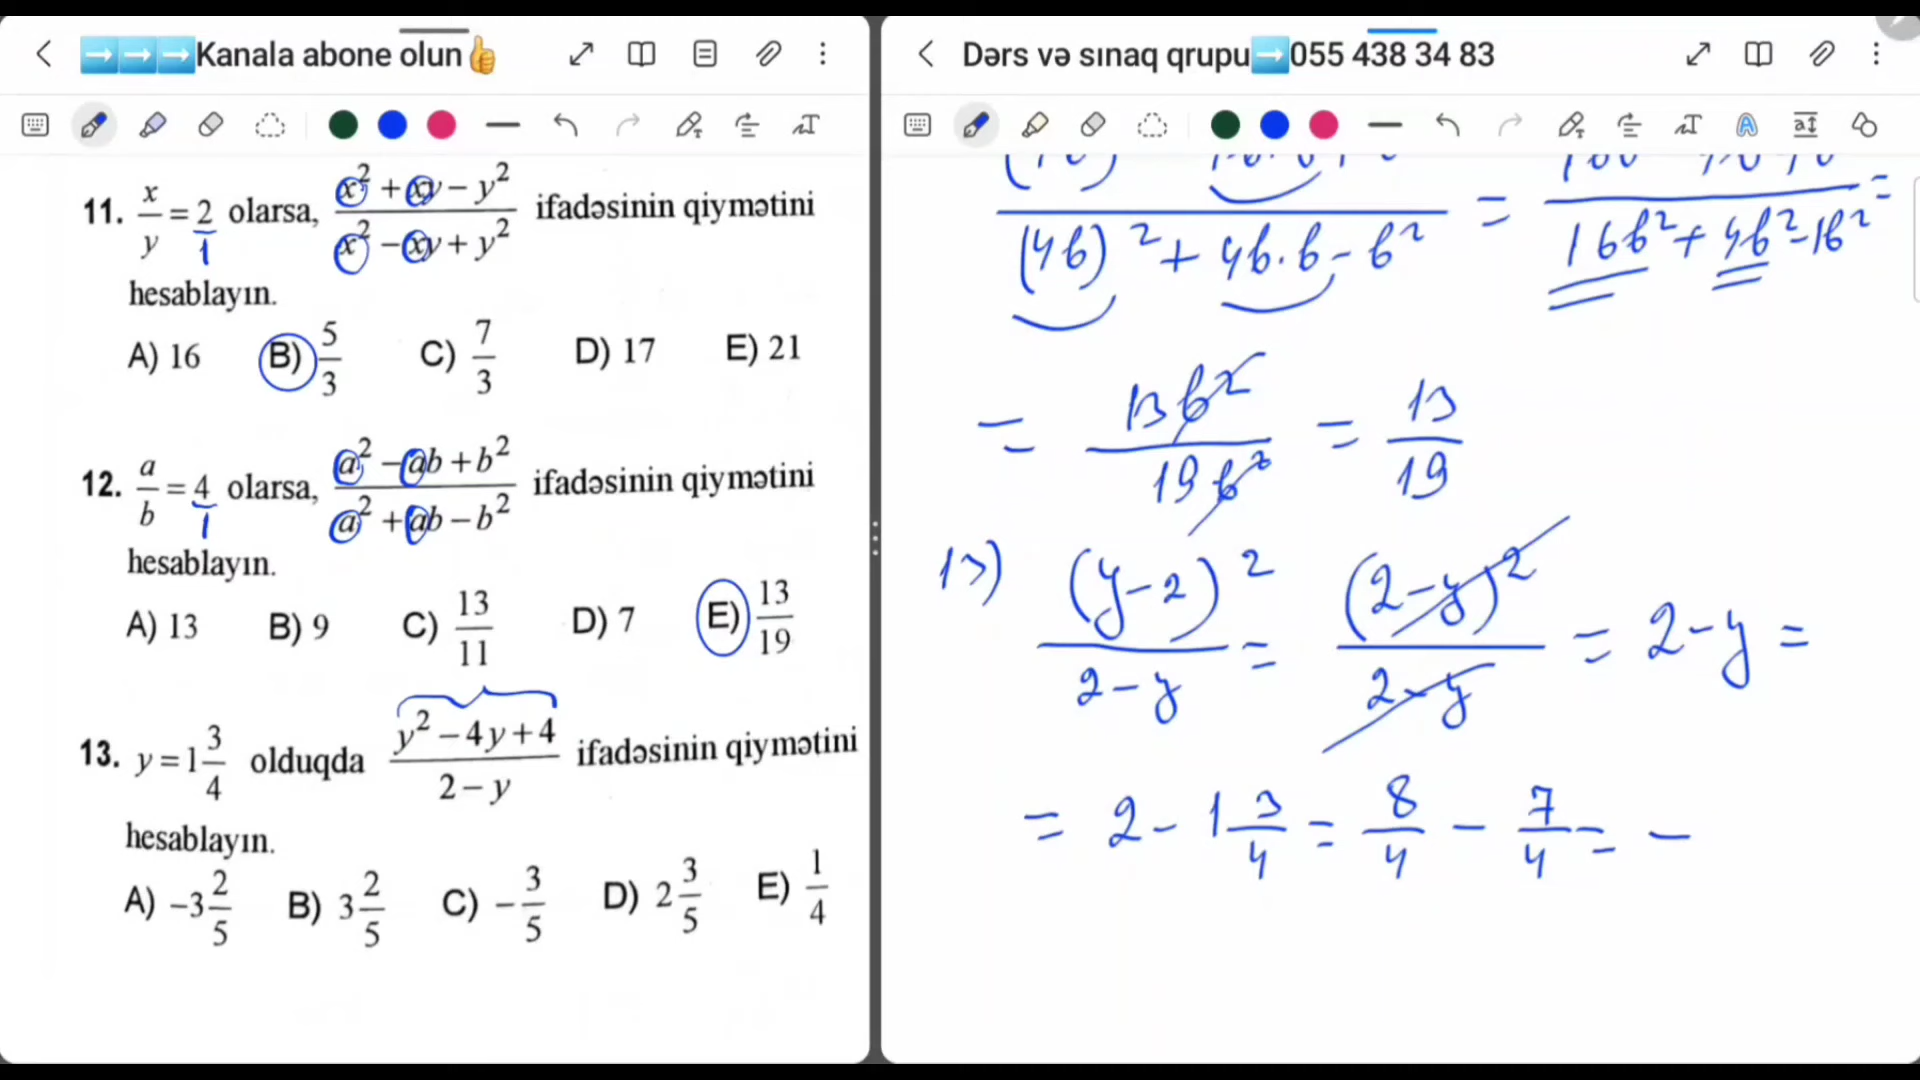 ➡️➡️➡️Kanala abone olun👍
11. x/y = 2/1 olarsa, (x² + xy − y²)/(x² − xy + y²) ifadəsinin qiymətini
hesablayın.
A) 16 B) 5/3 C) 7/3 D) 17 E) 21
12. a/b = 4/1 olarsa, (a² − ab + b²)/(a² + ab − b²) ifadəsinin qiymətini
hesablayın.
A) 13 B) 9 C) 13/11 D) 7 E) 13/19
13. y = 1 3/4 olduqda (y² − 4y + 4)/(2 − y) ifadəsinin qiymətini
hesablayın.
A) −3 2/5 B) 3 2/5 C) −3/5 D) 2 3/5 E) 1/4
Dərs və sınaq qrupu➡️055 438 34 83
(4b)² + 4b·b − b² = 16b² + 4b² − 1b² =
= 13b²/19b² = 13/19
13) (y−2)²/(2−y) = (2−y)²/(2−y) = 2−y =
= 2 − 1 3/4 = 8/4 − 7/4 = −